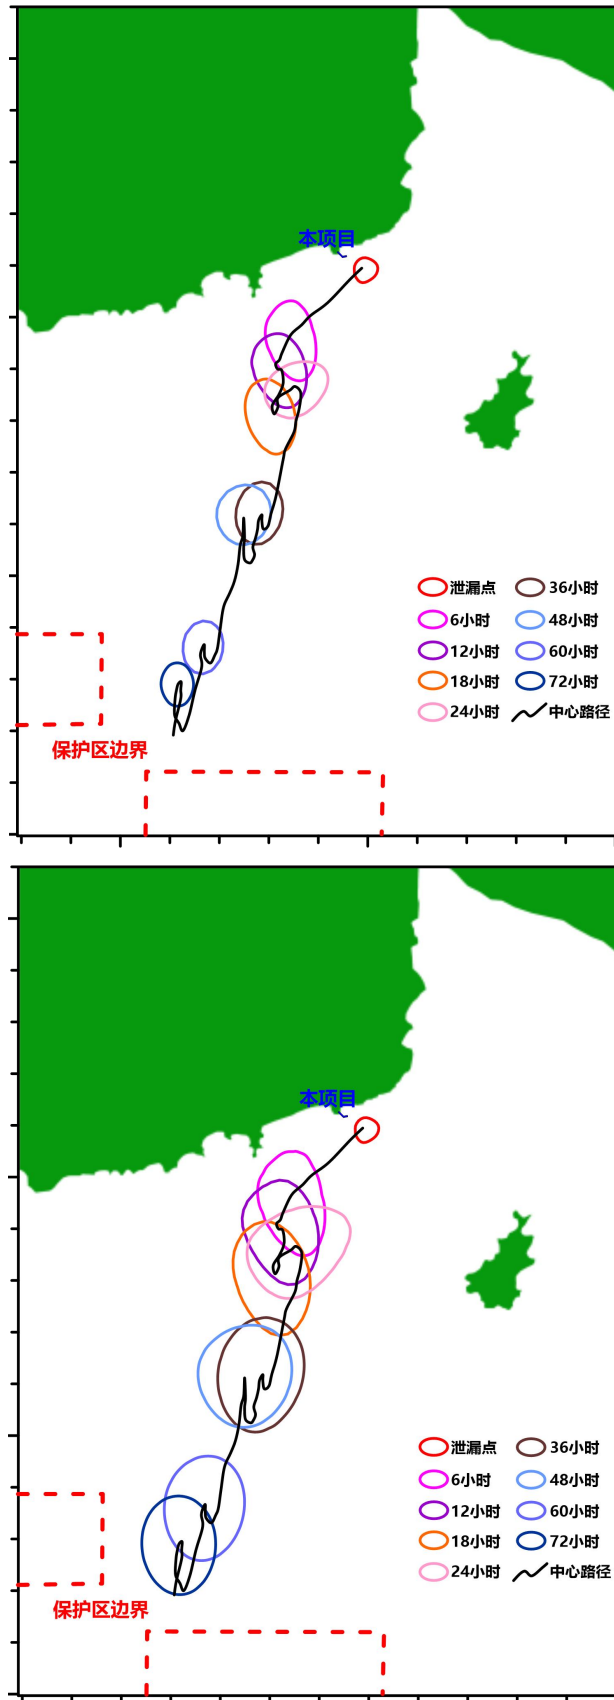 本项目
泄漏点 36小时
6小时 48小时
12小时 60小时
18小时 72小时
24小时 中心路径
保护区边界
本项目
泄漏点 36小时
6小时 48小时
12小时 60小时
18小时 72小时
24小时 中心路径
保护区边界